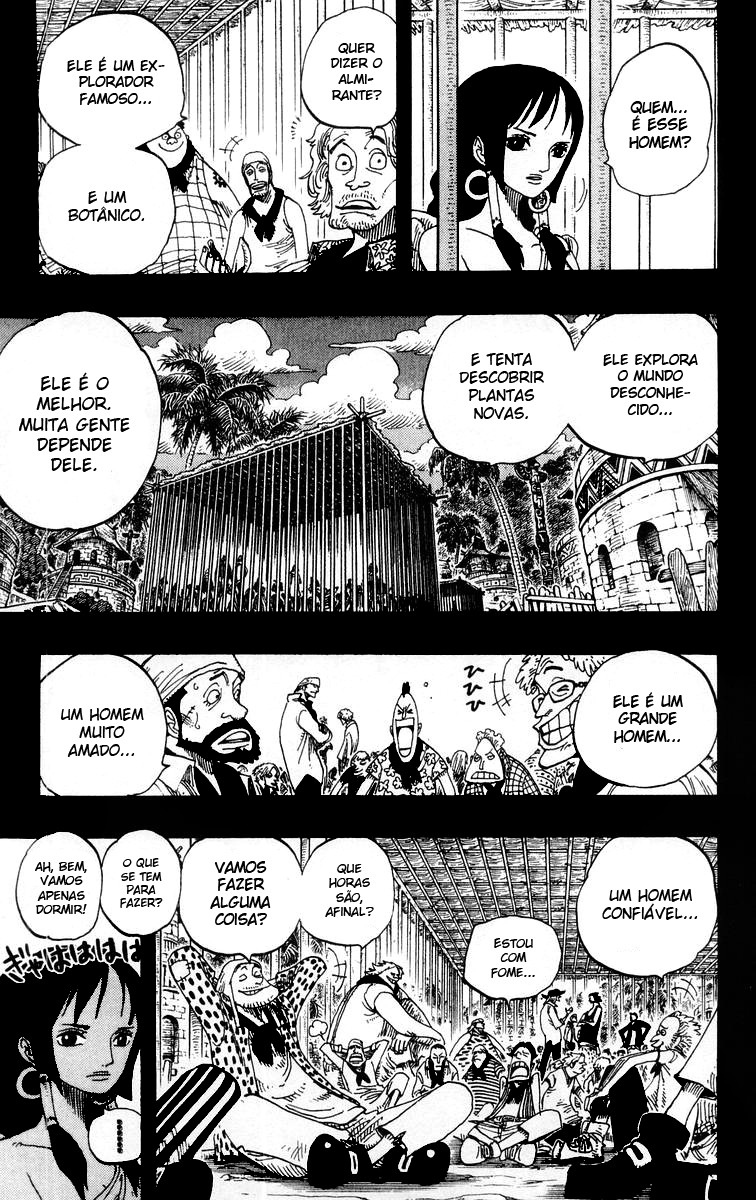 QUEM...
É ESSE
HOMEM?
QUER
DIZER O
ALMI-
RANTE?
ELE É UM EX-
PLORADOR
FAMOSO...
E UM
BOTÂNICO.
ELE EXPLORA
O MUNDO
DESCONHE-
CIDO...
E TENTA
DESCOBRIR
PLANTAS
NOVAS.
ELE É O
MELHOR.
MUITA GENTE
DEPENDE
DELE.
ELE É UM
GRANDE
HOMEM...
ひひひ
UM HOMEM
MUITO
AMADO...
UM HOMEM
CONFIÁVEL...
ESTOU
COM
FOME...
QUE
HORAS
SÃO,
AFINAL?
VAMOS
FAZER
ALGUMA
COISA?
O QUE
SE TEM
PARA
FAZER?
AH, BEM,
VAMOS
APENAS
DORMIR!
ぎゃはははは
......